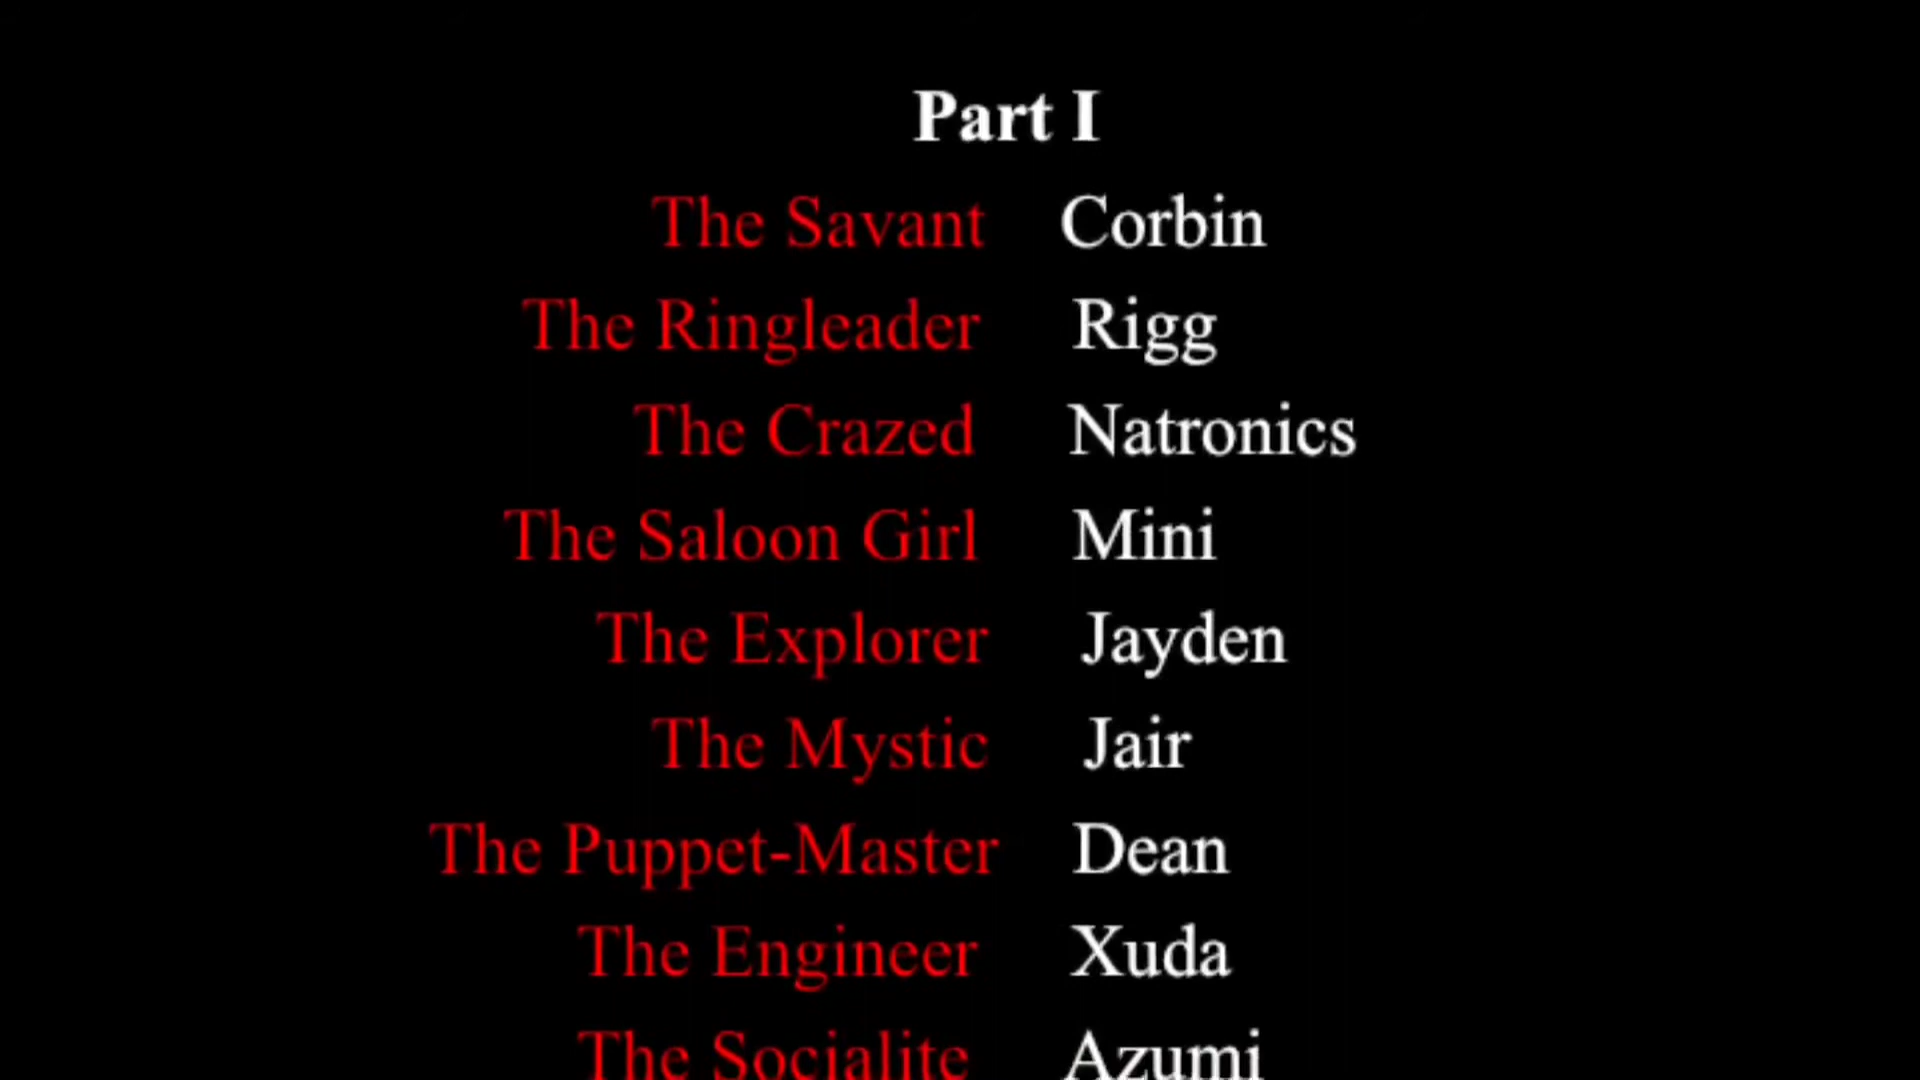 Part I
The Savant Corbin
The Ringleader Rigg
The Crazed Natronics
The Saloon Girl Mini
The Explorer Jayden
The Mystic Jair
The Puppet-Master Dean
The Engineer Xuda
The Socialite Azumi